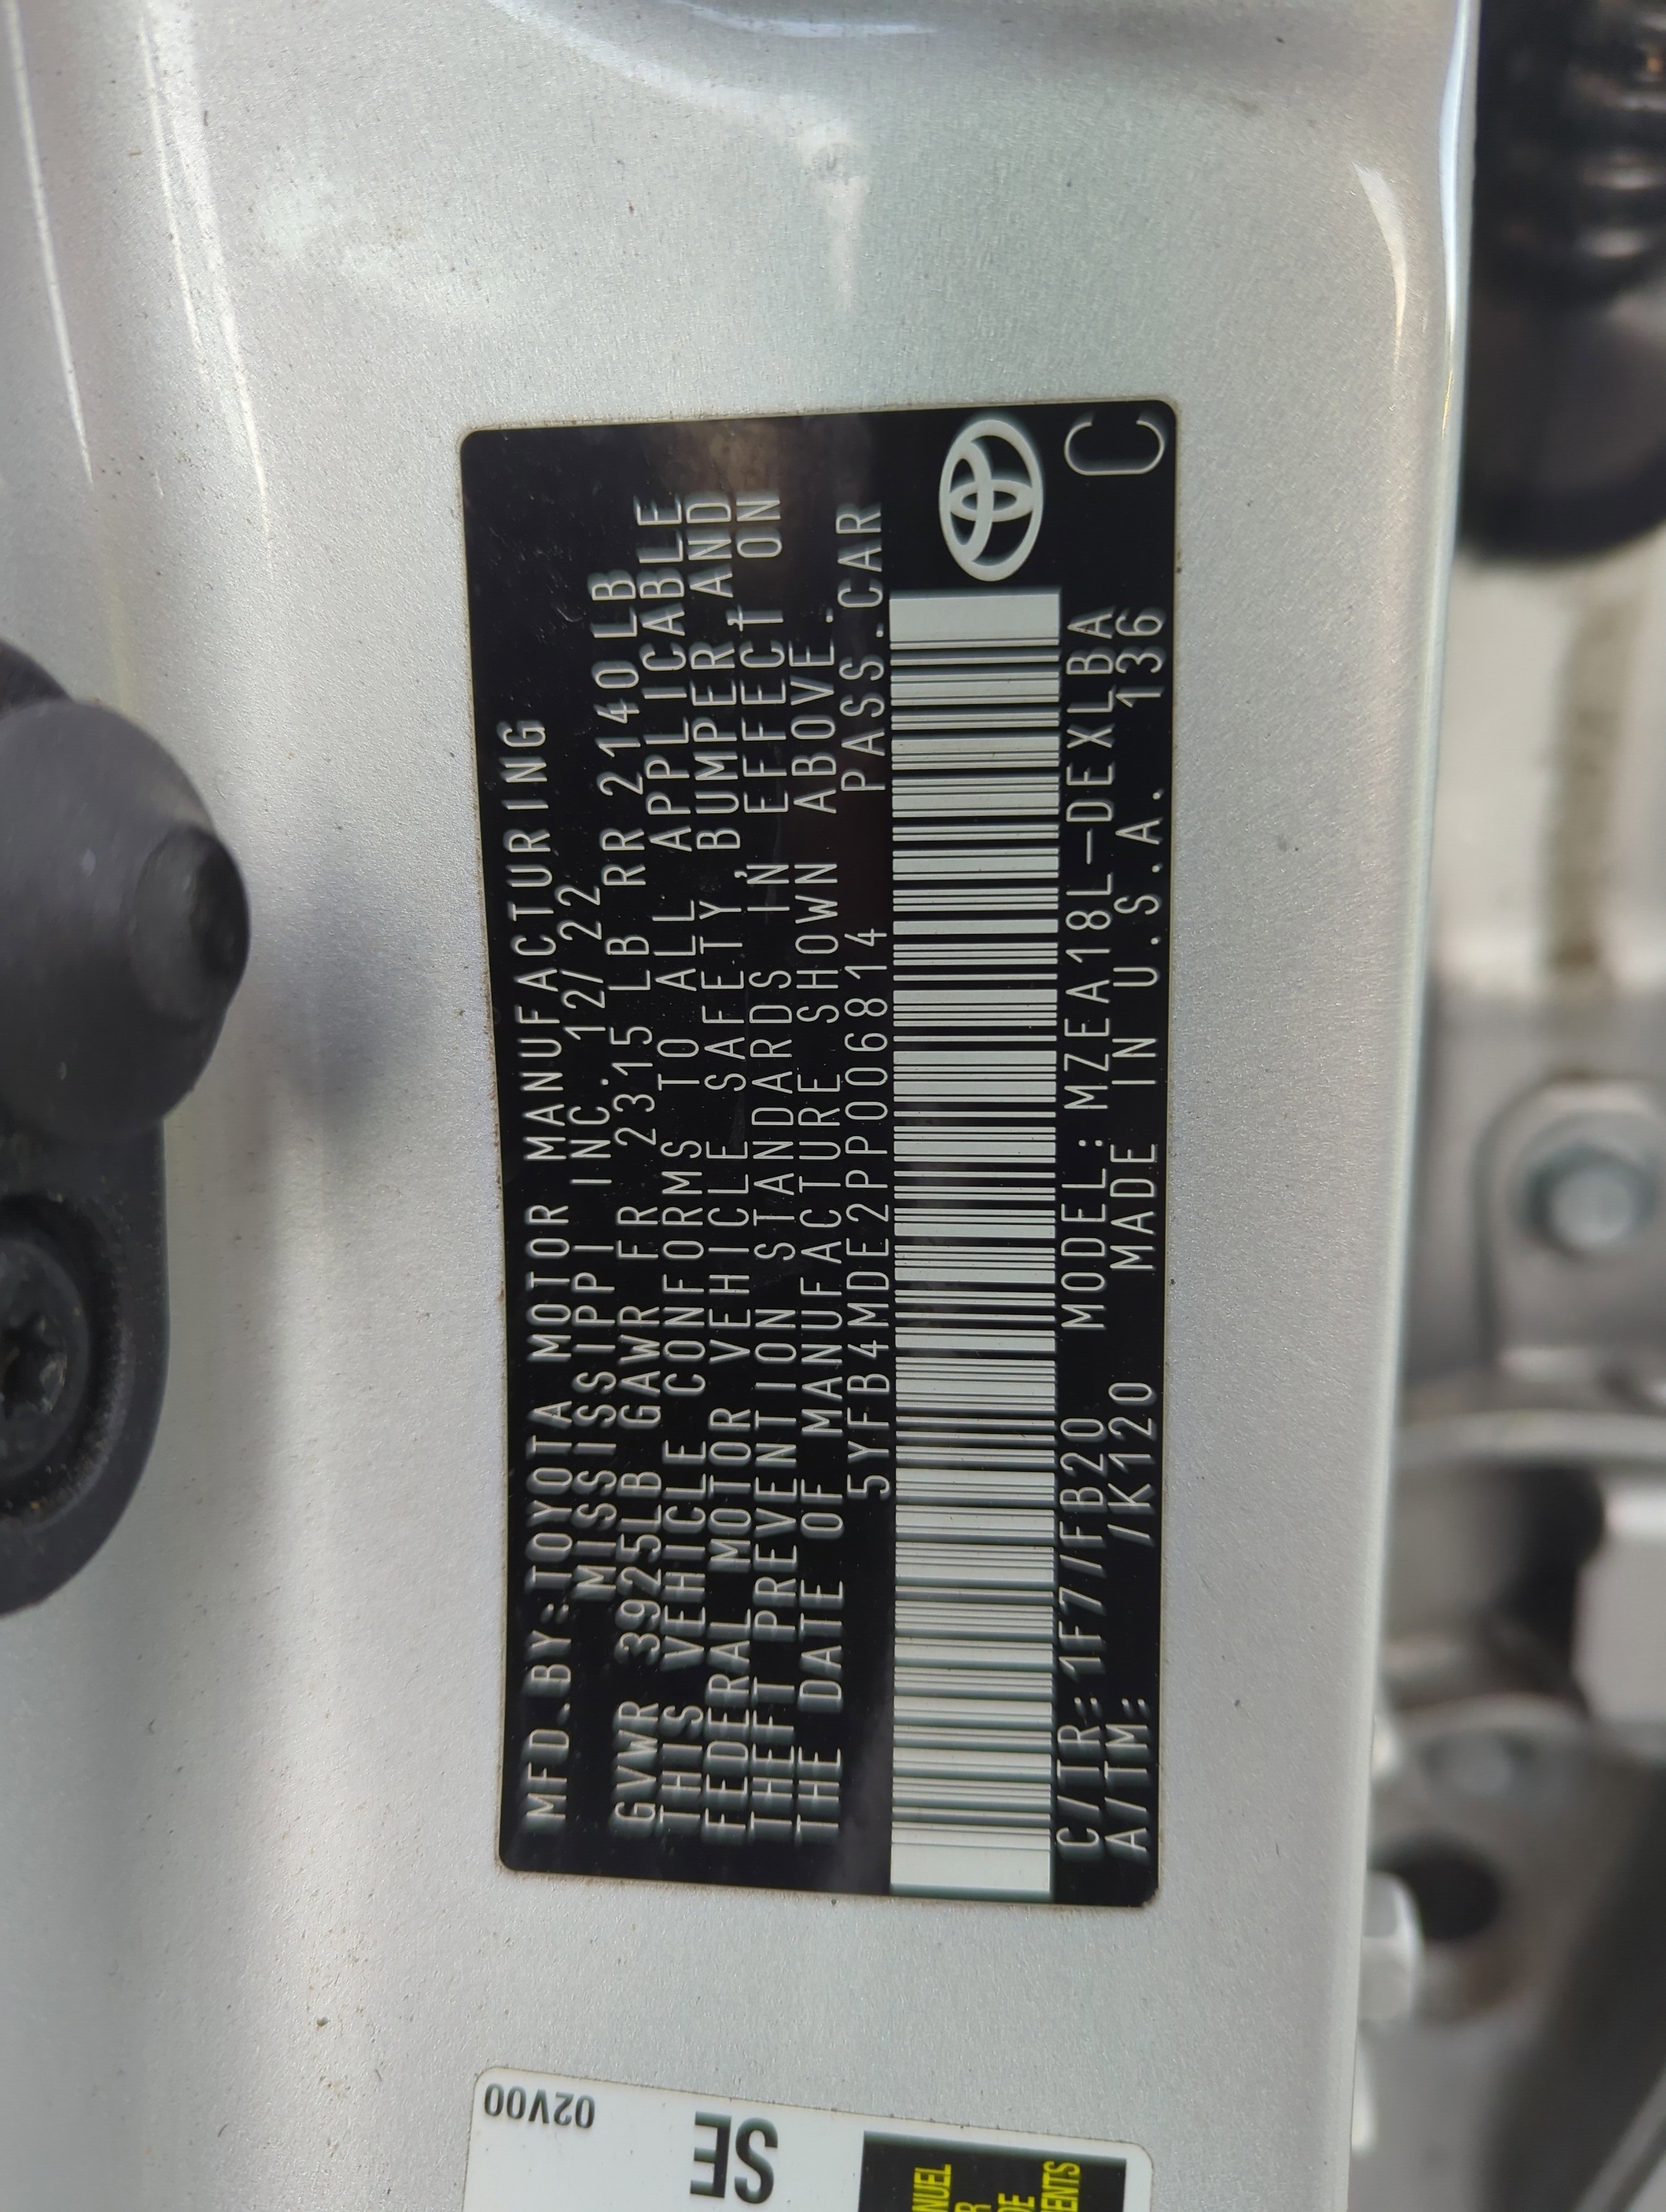 MFD.BY:TOYOTA MOTOR MANUFACTURING
MISSISSIPPI INC. 12/22
GVWR 3925LB GAWR FR 2315LB RR 2140LB
THIS VEHICLE CONFORMS TO ALL APPLICABLE
FEDERAL MOTOR VEHICLE SAFETY, BUMPER AND
THEFT PREVENTION STANDARDS IN EFFECT ON
THE DATE OF MANUFACTURE SHOWN ABOVE.
5YFB4MDE2PP006814 PASS.CAR
C/TR:1F7/FB20 MODEL:MZEA18L-DEXLBA
A/TM: /K120 MADE IN U.S.A. 136
C
02V00
SE